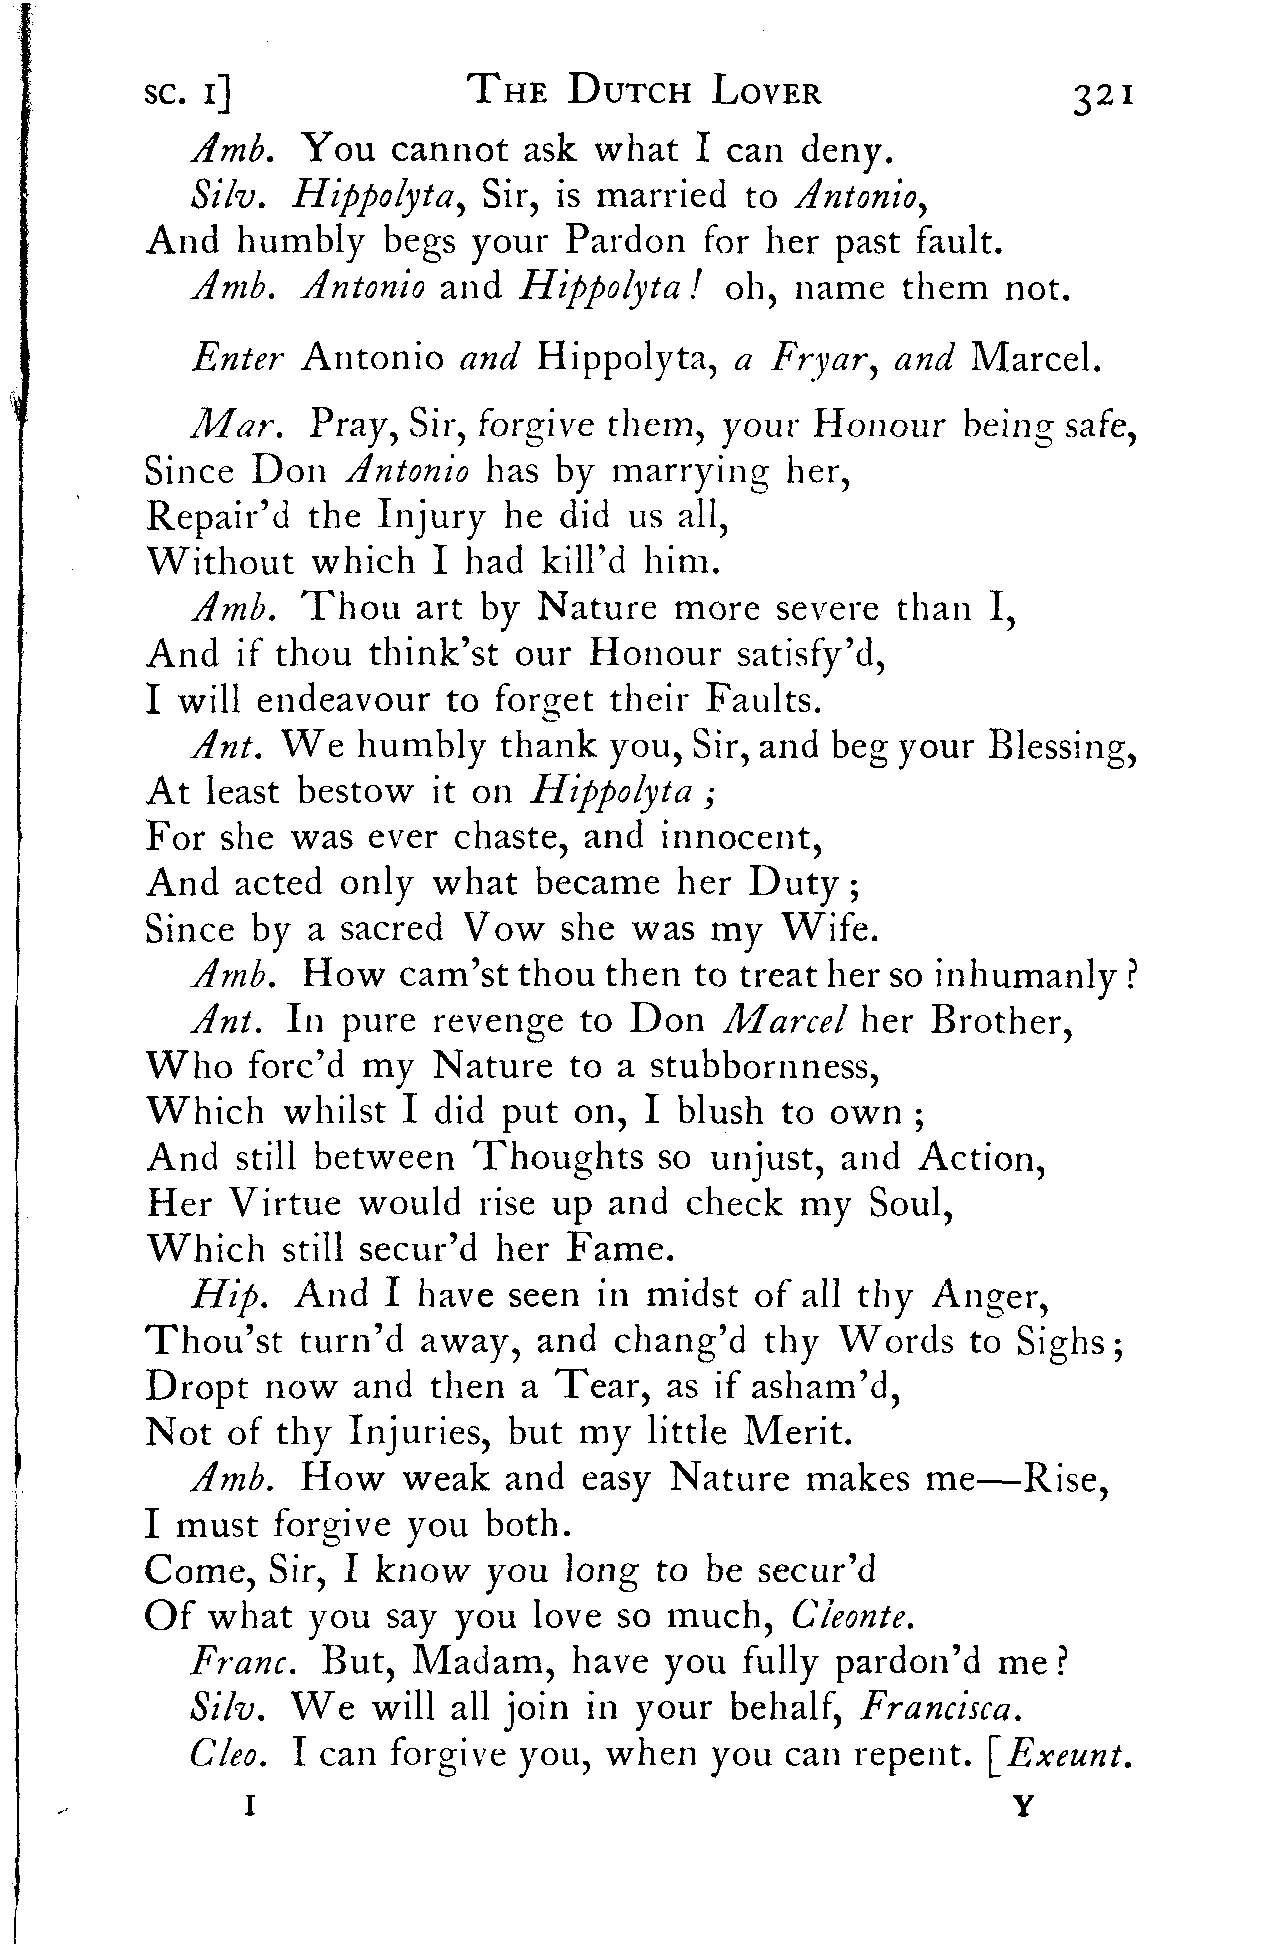 SC. I] THE DUTCH LOVER 321
Amb. You cannot ask what I can deny.
Silv. Hippolyta, Sir, is married to Antonio,
And humbly begs your Pardon for her past fault.
Amb. Antonio and Hippolyta! oh, name them not.
Enter Antonio and Hippolyta, a Fryar, and Marcel.
Mar. Pray, Sir, forgive them, your Honour being safe,
Since Don Antonio has by marrying her,
Repair'd the Injury he did us all,
Without which I had kill'd him.
Amb. Thou art by Nature more severe than I,
And if thou think'st our Honour satisfy'd,
I will endeavour to forget their Faults.
Ant. We humbly thank you, Sir, and beg your Blessing,
At least bestow it on Hippolyta;
For she was ever chaste, and innocent,
And acted only what became her Duty;
Since by a sacred Vow she was my Wife.
Amb. How cam'st thou then to treat her so inhumanly?
Ant. In pure revenge to Don Marcel her Brother,
Who forc'd my Nature to a stubbornness,
Which whilst I did put on, I blush to own;
And still between Thoughts so unjust, and Action,
Her Virtue would rise up and check my Soul,
Which still secur'd her Fame.
Hip. And I have seen in midst of all thy Anger,
Thou'st turn'd away, and chang'd thy Words to Sighs;
Dropt now and then a Tear, as if asham'd,
Not of thy Injuries, but my little Merit.
Amb. How weak and easy Nature makes me—Rise,
I must forgive you both.
Come, Sir, I know you long to be secur'd
Of what you say you love so much, Cleonte.
Franc. But, Madam, have you fully pardon'd me?
Silv. We will all join in your behalf, Francisca.
Cleo. I can forgive you, when you can repent. [Exeunt.
I Y